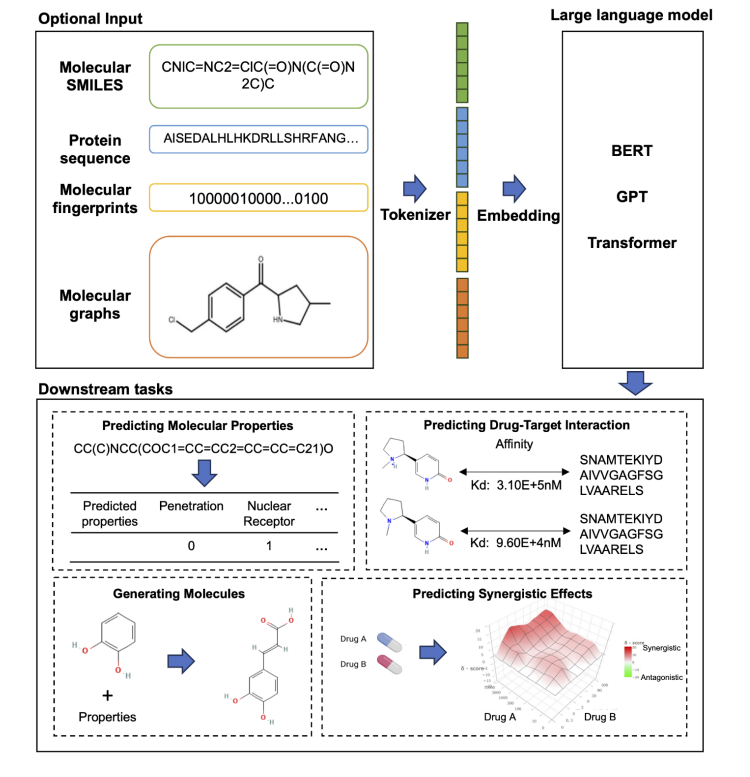 Optional Input
Large language model
Molecular
SMILES
CNIC=NC2=CIC(=O)N(C(=O)N
2C)C
Protein
sequence
AISEDALHLHKDRLLSHRFANG...
Molecular
fingerprints
10000010000...0100
Molecular
graphs
O
Cl
HN
Tokenizer
Embedding
BERT
GPT
Transformer
Downstream tasks
Predicting Molecular Properties
CC(C)NCC(COC1=CC=CC2=CC=CC=C21)O
Predicted
properties
Penetration
Nuclear
Receptor
...
0
1
...
Predicting Drug-Target Interaction
Affinity
N
H
N
H
O
Kd: 3.10E+5nM
SNAMTEKIYD
AIVVGAGFSG
LVAARELS
N
N
H
O
Kd: 9.60E+4nM
SNAMTEKIYD
AIVVGAGFSG
LVAARELS
Generating Molecules
H
O
O
H
+
Properties
O
O
H
H
H
H
O
O
H
Predicting Synergistic Effects
Drug A
Drug B
δ - score
δ - score
Synergistic
Antagonistic
Drug A
Drug B